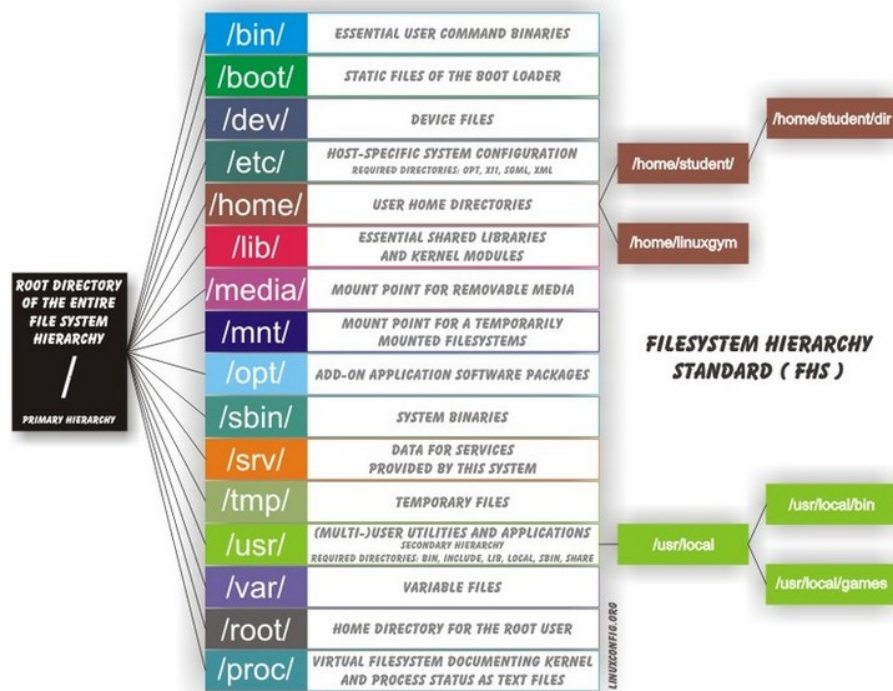 ROOT DIRECTORY
OF THE ENTIRE
FILE SYSTEM
HIERARCHY
/
PRIMARY HIERARCHY
/bin/
ESSENTIAL USER COMMAND BINARIES
/boot/
STATIC FILES OF THE BOOT LOADER
/dev/
DEVICE FILES
/etc/
HOST-SPECIFIC SYSTEM CONFIGURATION
REQUIRED DIRECTORIES: OPT, XII, SGML, XML
/home/
USER HOME DIRECTORIES
/lib/
ESSENTIAL SHARED LIBRARIES
AND KERNEL MODULES
/media/
MOUNT POINT FOR REMOVABLE MEDIA
/mnt/
MOUNT POINT FOR A TEMPORARILY
MOUNTED FILESYSTEMS
/opt/
ADD-ON APPLICATION SOFTWARE PACKAGES
/sbin/
SYSTEM BINARIES
/srv/
DATA FOR SERVICES
PROVIDED BY THIS SYSTEM
/tmp/
TEMPORARY FILES
/usr/
(MULTI-)USER UTILITIES AND APPLICATIONS
SECONDARY HIERARCHY
REQUIRED DIRECTORIES: BIN, INCLUDE, LIB, LOCAL, SBIN, SHARE
/var/
VARIABLE FILES
/root/
HOME DIRECTORY FOR THE ROOT USER
/proc/
VIRTUAL FILESYSTEM DOCUMENTING KERNEL
AND PROCESS STATUS AS TEXT FILES
/home/student/
/home/student/dir
/home/linuxgym
FILESYSTEM HIERARCHY
STANDARD ( FHS )
/usr/local
/usr/local/bin
/usr/local/games
LINUXCONFIG.ORG